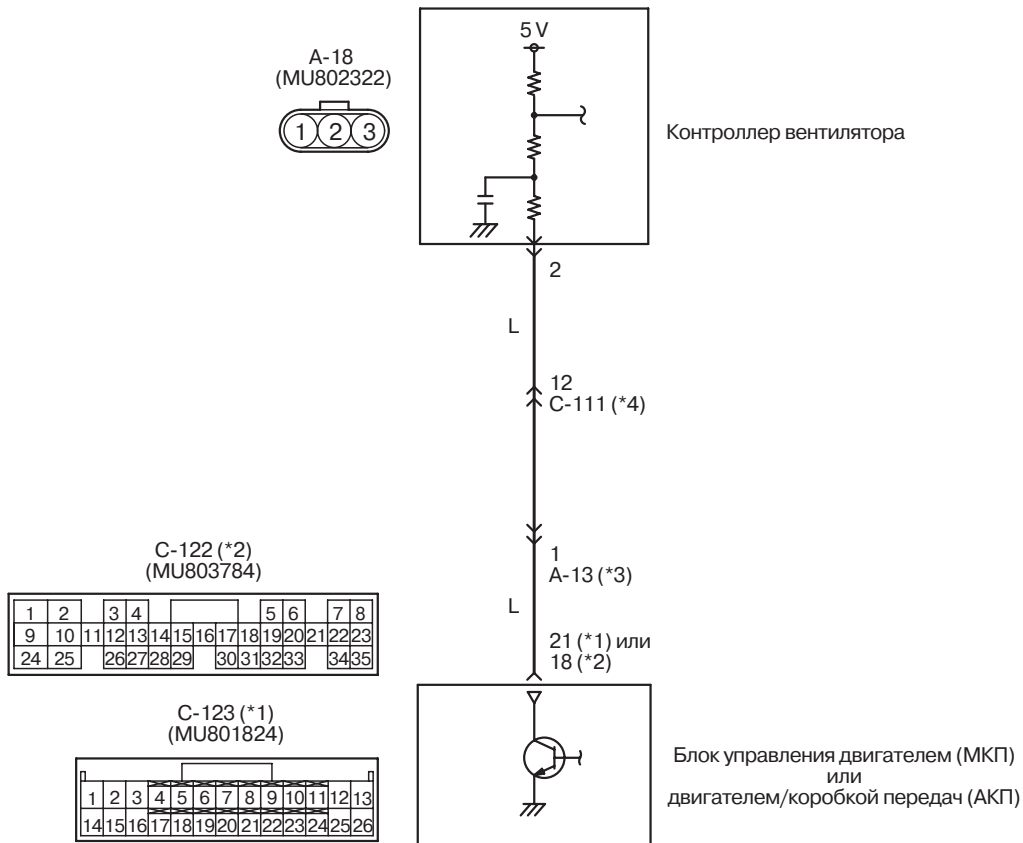 A-18
(MU802322)
1 2 3
5 V
Контроллер вентилятора
2
L
12
C-111 (*4)
1
A-13 (*3)
L
21 (*1) или
18 (*2)
C-122 (*2)
(MU803784)
1 2 3 4 5 6 7 8
9 10 11 12 13 14 15 16 17 18 19 20 21 22 23
24 25 26 27 28 29 30 31 32 33 34 35
C-123 (*1)
(MU801824)
1 2 3 4 5 6 7 8 9 10 11 12 13
14 15 16 17 18 19 20 21 22 23 24 25 26
Блок управления двигателем (МКП)
или
двигателем/коробкой передач (АКП)